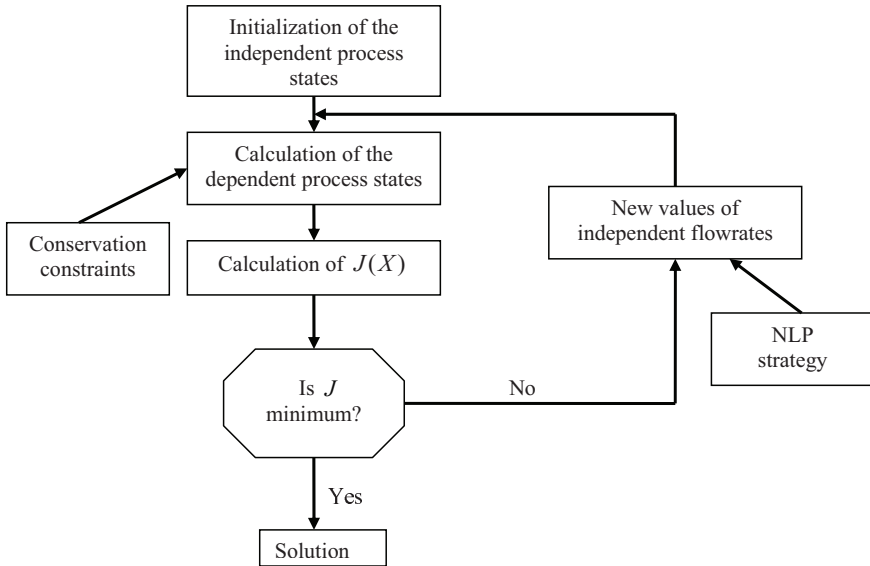 Initialization of the
independent process
states
Calculation of the
dependent process states
New values of
independent flowrates
Conservation
constraints
Calculation of J(X)
NLP
strategy
Is J
minimum?
No
Yes
Solution